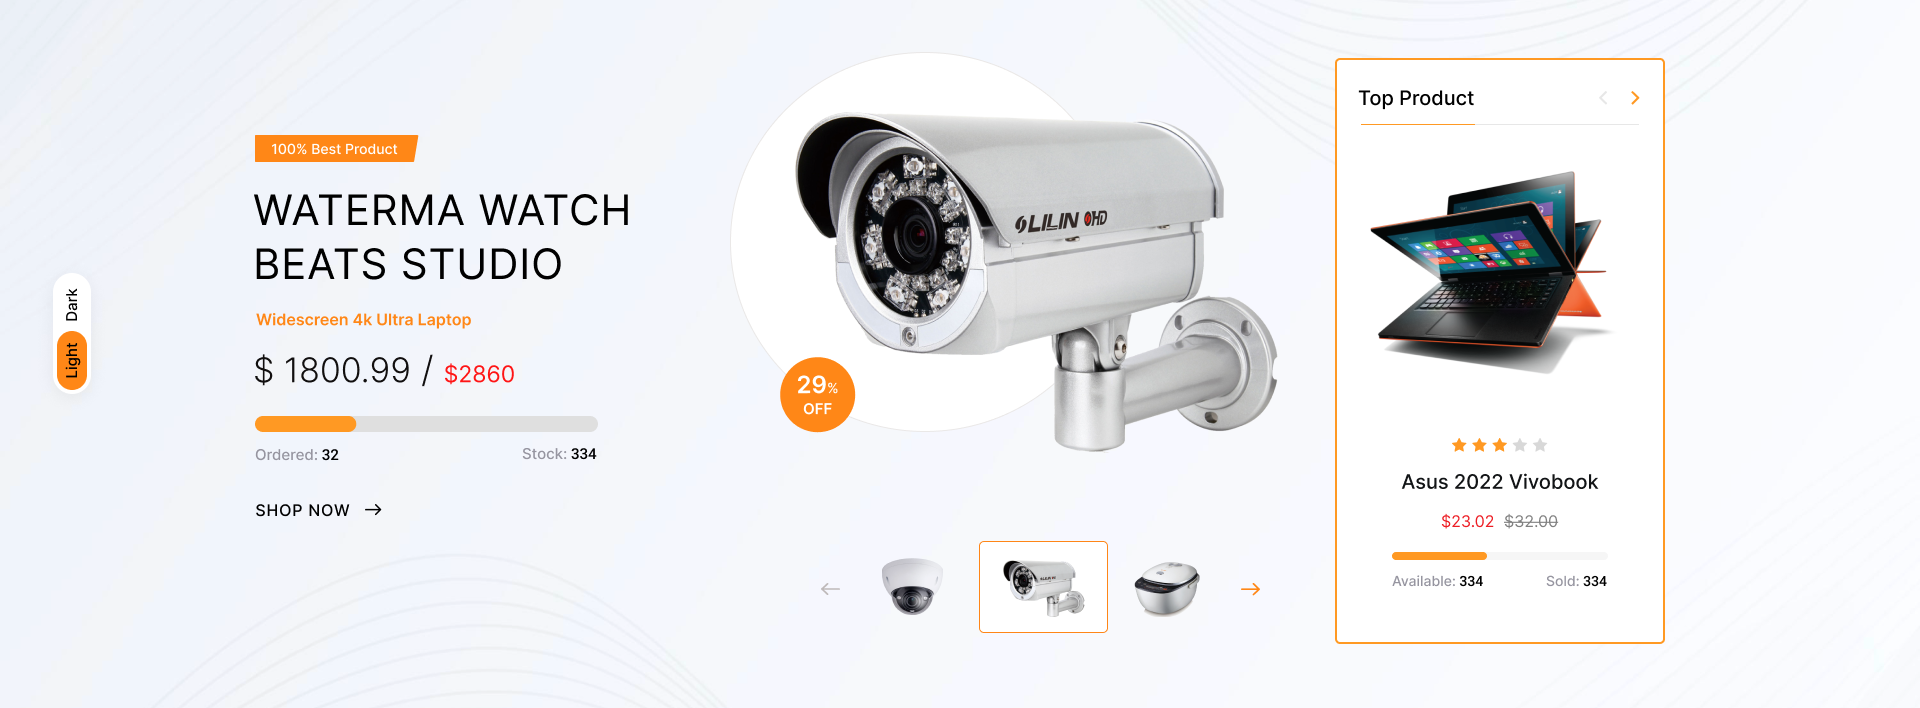 100% Best Product
WATERMA WATCH
BEATS STUDIO
Widescreen 4k Ultra Laptop
$ 1800.99 / $2860
Ordered: 32
Stock: 334
SHOP NOW
Dark
Light
LILIN HD
29%
OFF
Top Product
Asus 2022 Vivobook
$23.02 $32.00
Available: 334
Sold: 334